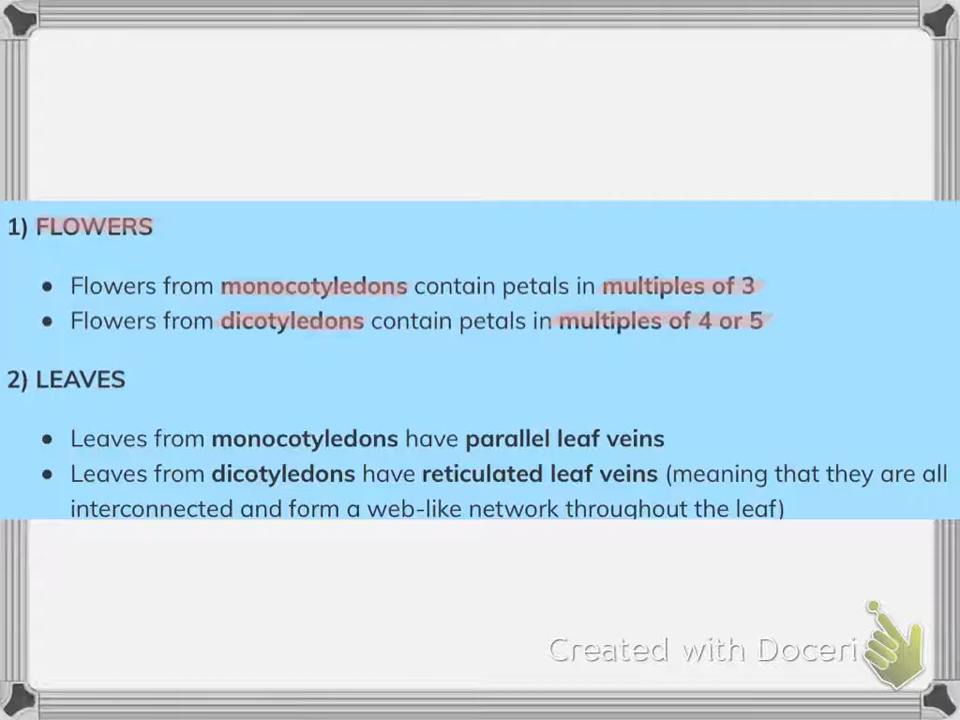 1) FLOWERS
● Flowers from monocotyledons contain petals in multiples of 3
● Flowers from dicotyledons contain petals in multiples of 4 or 5
2) LEAVES
● Leaves from monocotyledons have parallel leaf veins
● Leaves from dicotyledons have reticulated leaf veins (meaning that they are all
interconnected and form a web-like network throughout the leaf)
Created with Doceri